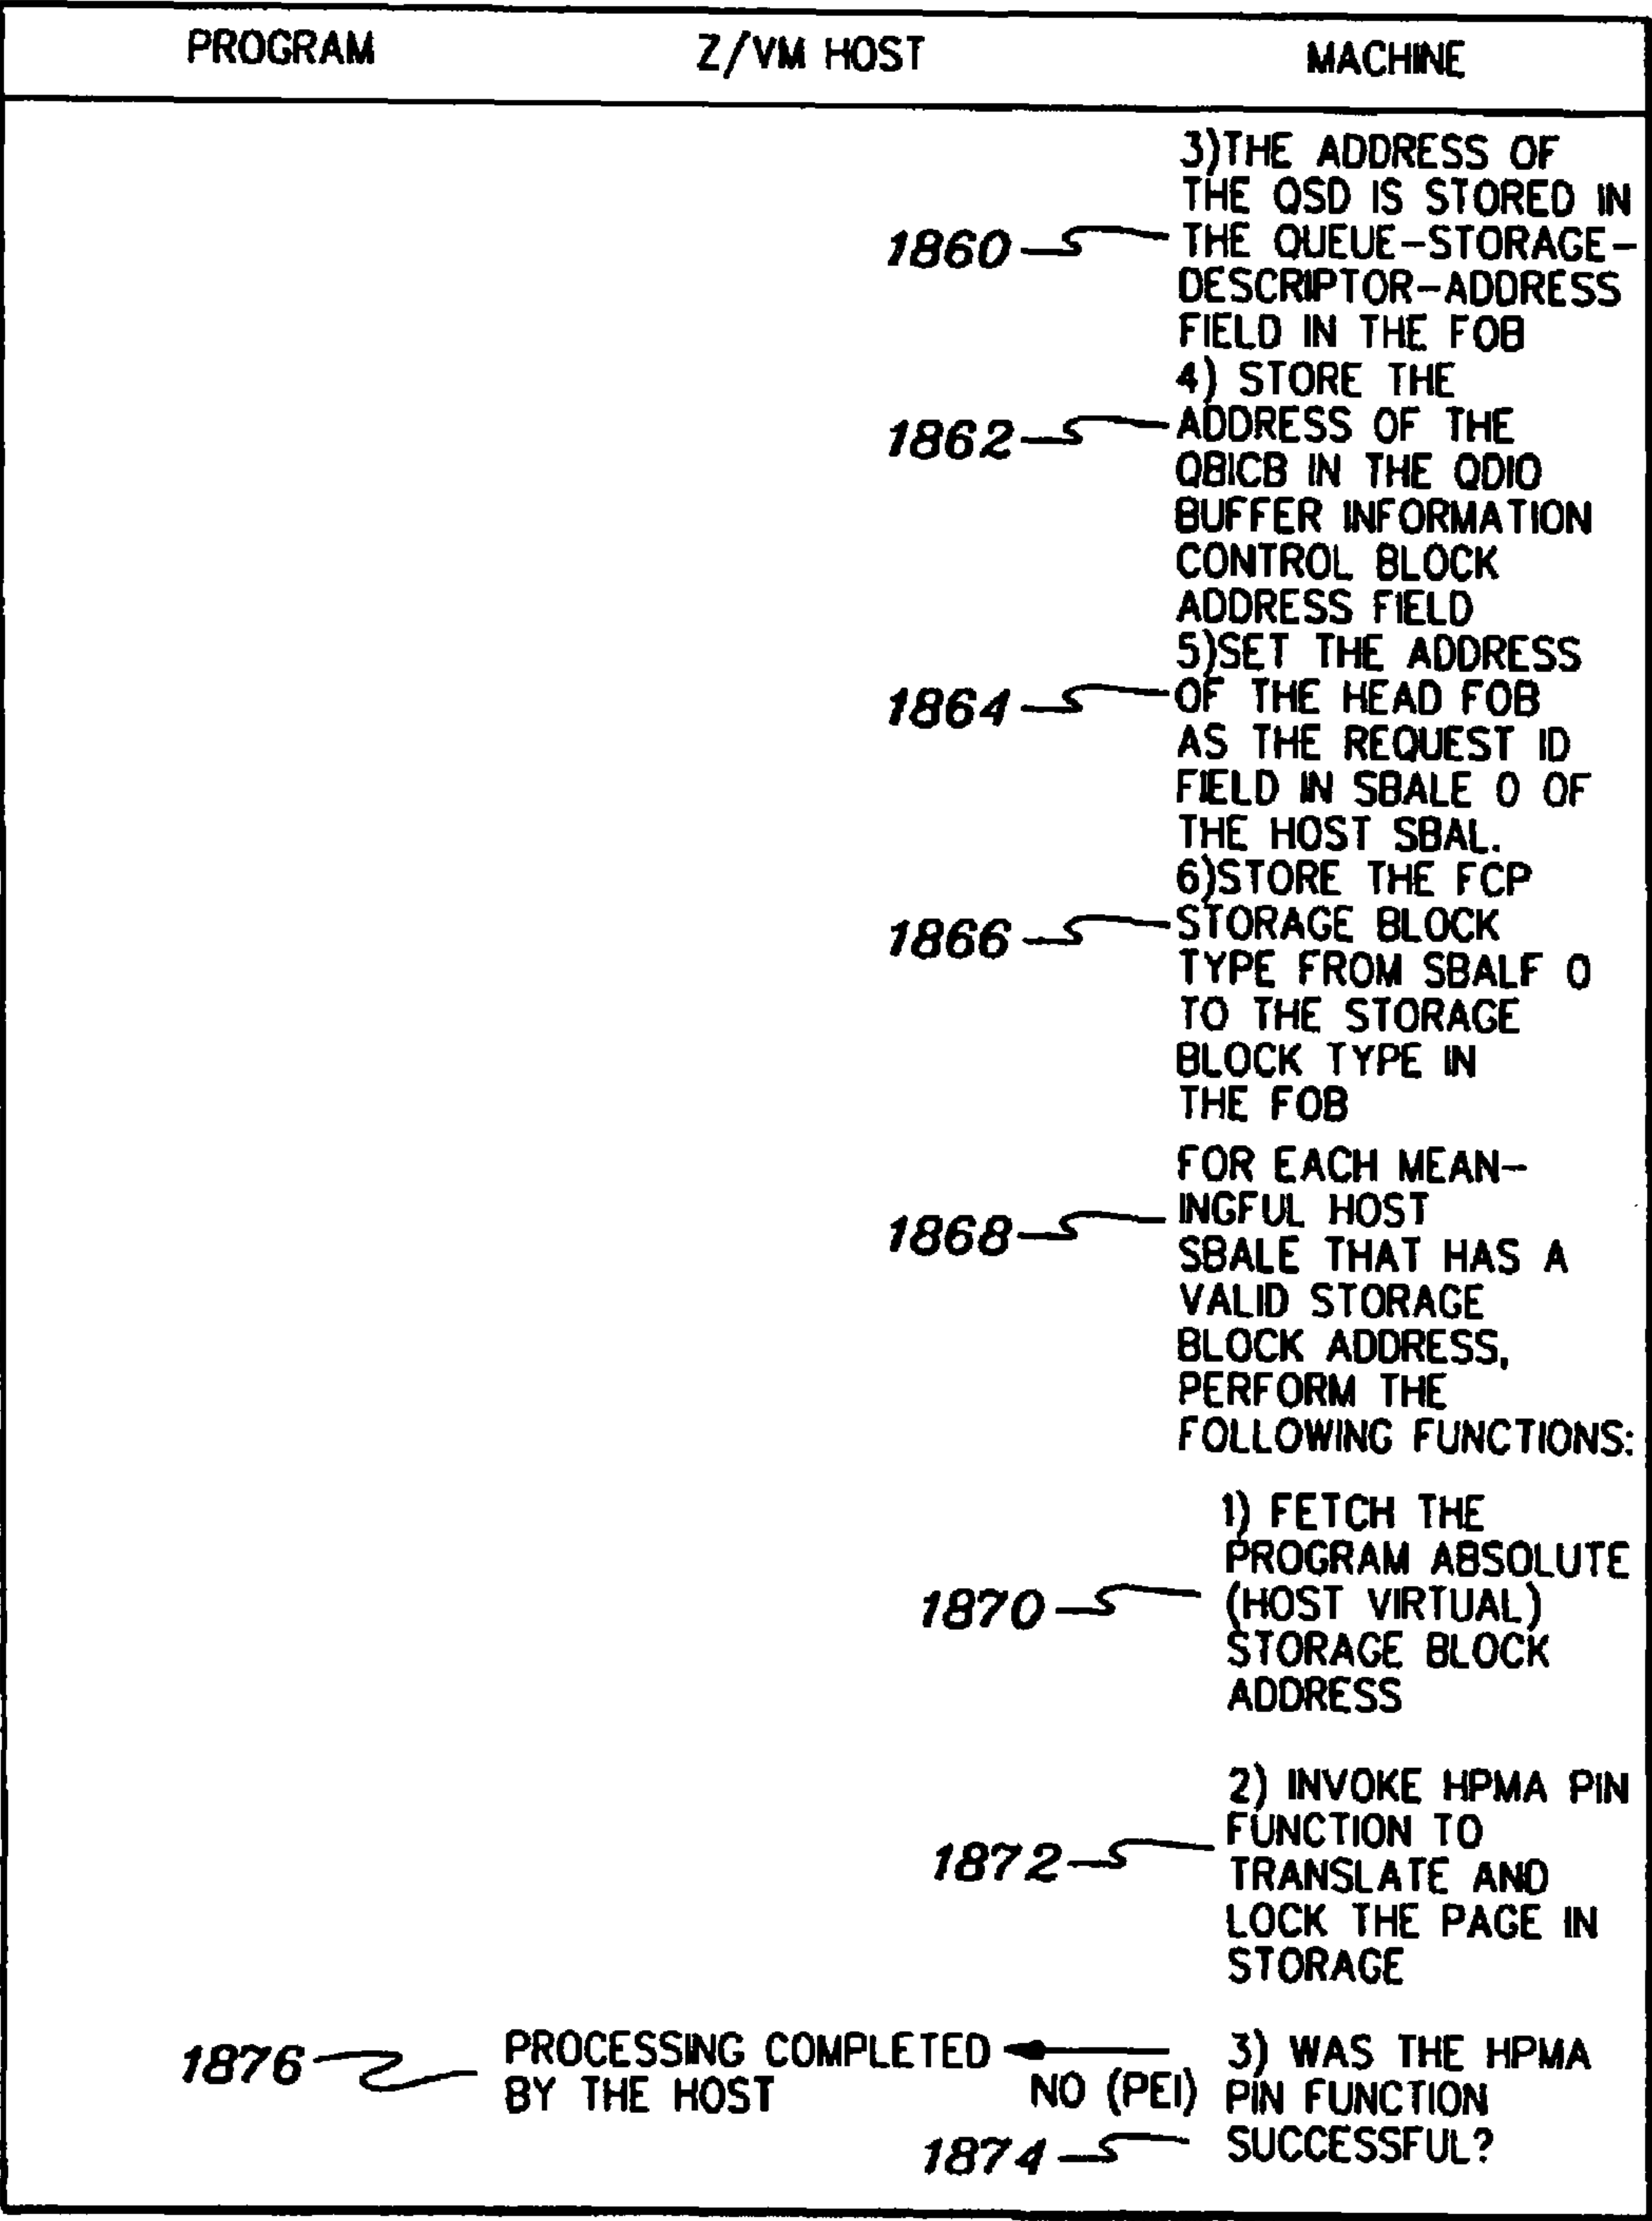 PROGRAM
Z/VM HOST
MACHINE
3)THE ADDRESS OF
THE QSD IS STORED IN
1860
THE QUEUE-STORAGE-
DESCRIPTOR-ADDRESS
FIELD IN THE FOB
4) STORE THE
1862
ADDRESS OF THE
QBICB IN THE QDIO
BUFFER INFORMATION
CONTROL BLOCK
ADDRESS FIELD
5)SET THE ADDRESS
1864
OF THE HEAD FOB
AS THE REQUEST ID
FIELD IN SBALE 0 OF
THE HOST SBAL.
6)STORE THE FCP
1866
STORAGE BLOCK
TYPE FROM SBALF 0
TO THE STORAGE
BLOCK TYPE IN
THE FOB
FOR EACH MEAN-
1868
INGFUL HOST
SBALE THAT HAS A
VALID STORAGE
BLOCK ADDRESS,
PERFORM THE
FOLLOWING FUNCTIONS:
1) FETCH THE
PROGRAM ABSOLUTE
1870
(HOST VIRTUAL)
STORAGE BLOCK
ADDRESS
2) INVOKE HPMA PIN
FUNCTION TO
1872
TRANSLATE AND
LOCK THE PAGE IN
STORAGE
1876
PROCESSING COMPLETED
BY THE HOST
NO (PEI)
3) WAS THE HPMA
PIN FUNCTION
1874
SUCCESSFUL?